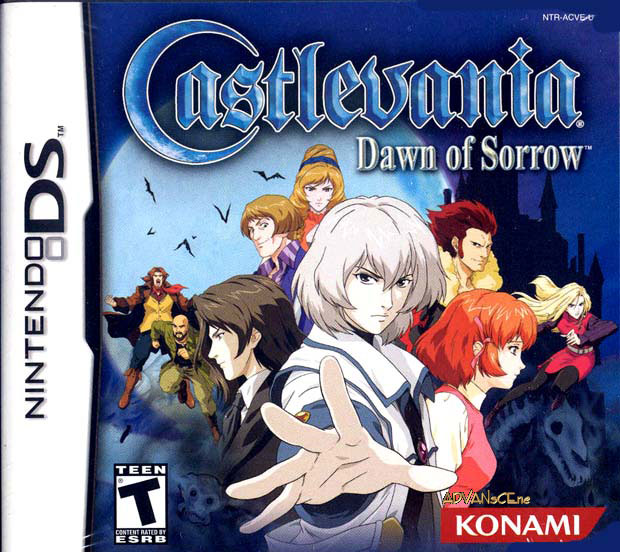 NTR-ACVE-U
Castlevania®
Dawn of Sorrow™
NINTENDO DS™
TEEN
T
CONTENT RATED BY
ESRB
ADVANsCEne
KONAMI